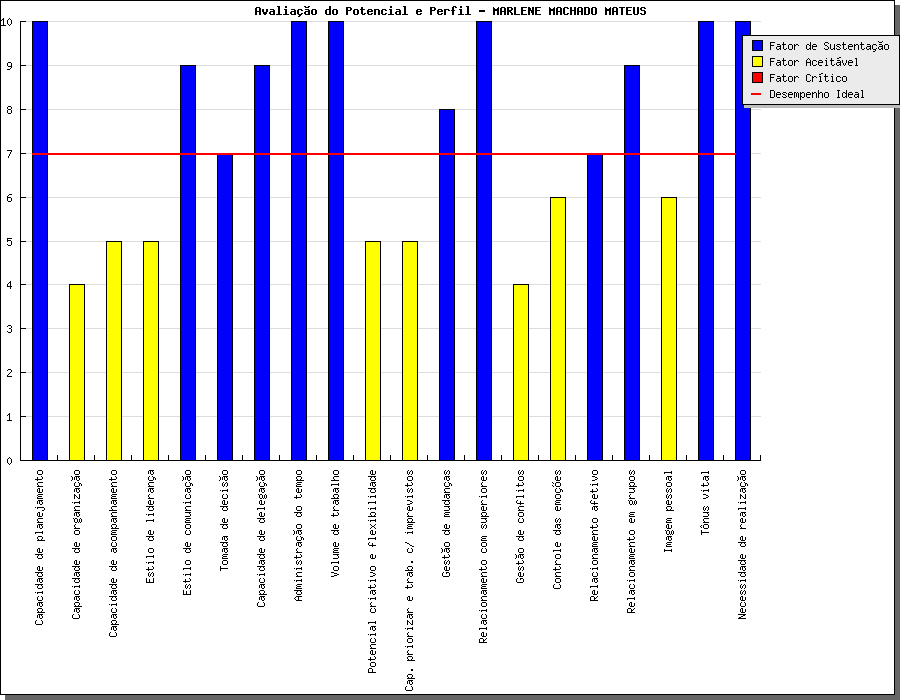 Avaliação do Potencial e Perfil - MARLENE MACHADO MATEUS
Fator de Sustentação
Fator Aceitável
Fator Crítico
Desempenho Ideal
10
9
8
7
6
5
4
3
2
1
0
Capacidade de planejamento
Capacidade de organização
Capacidade de acompanhamento
Estilo de liderança
Estilo de comunicação
Tomada de decisão
Capacidade de delegação
Administração do tempo
Volume de trabalho
Potencial criativo e flexibilidade
Cap. priorizar e trab. c/ imprevistos
Gestão de mudanças
Relacionamento com superiores
Gestão de conflitos
Controle das emoções
Relacionamento afetivo
Relacionamento em grupos
Imagem pessoal
Tônus vital
Necessidade de realização